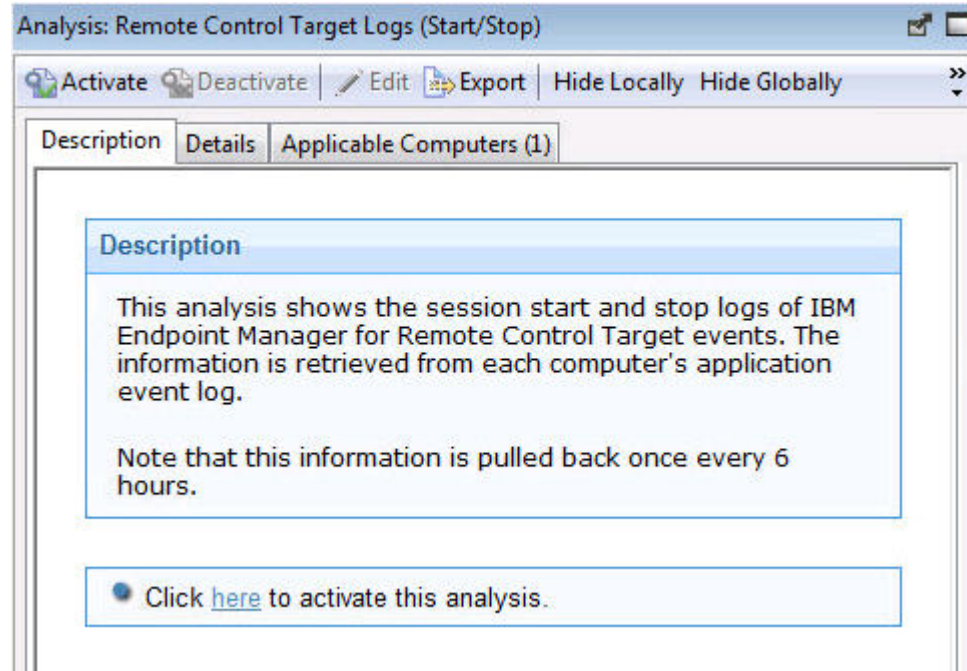 Analysis: Remote Control Target Logs (Start/Stop)
Activate Deactivate Edit Export Hide Locally Hide Globally
Description Details Applicable Computers (1)
Description
This analysis shows the session start and stop logs of IBM
Endpoint Manager for Remote Control Target events. The
information is retrieved from each computer's application
event log.
Note that this information is pulled back once every 6
hours.
Click here to activate this analysis.